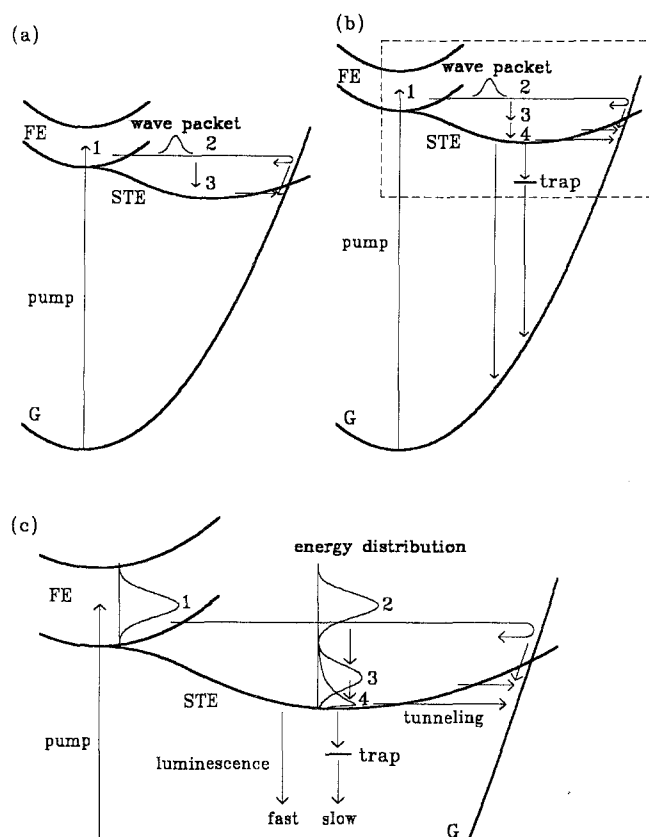 (a)
FE
1
wave packet
2
STE
3
pump
G
(b)
FE
1
wave packet
2
3
STE
4
trap
pump
G
(c)
energy distribution
FE
1
2
3
STE
4
tunneling
pump
luminescence
trap
fast slow
G